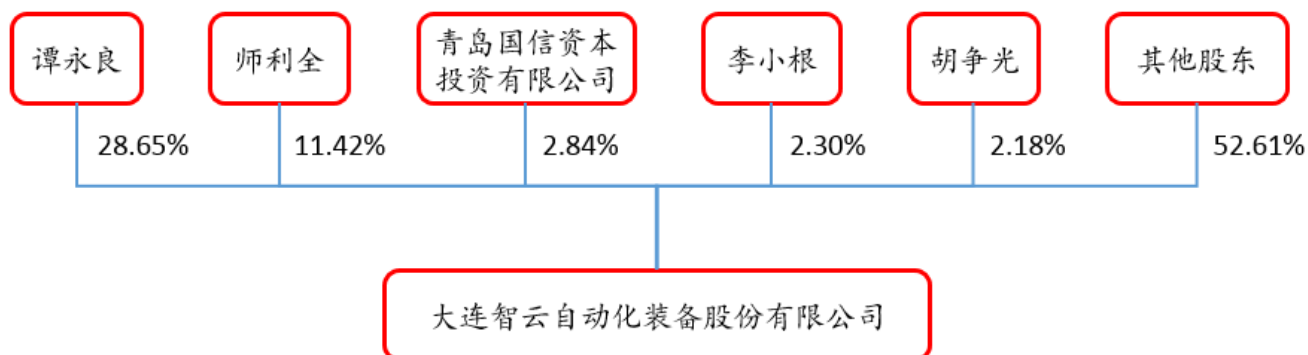 谭永良
师利全
青岛国信资本
投资有限公司
李小根
胡争光
其他股东
28.65%
11.42%
2.84%
2.30%
2.18%
52.61%
大连智云自动化装备股份有限公司